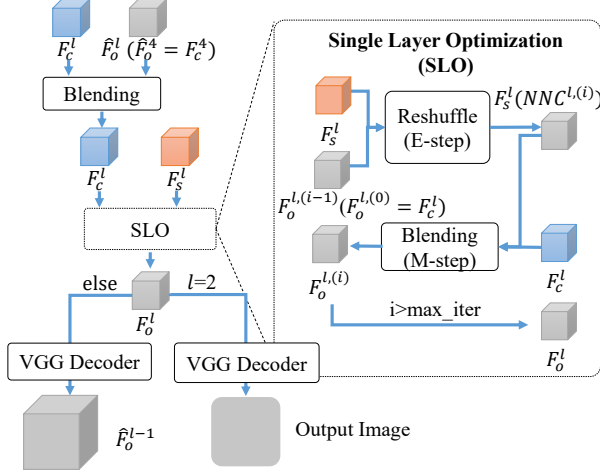 F_c^l
F̂_o^l (F̂_o^4 = F_c^4)
Blending
F_c^l
F_s^l
SLO
else
l=2
F_o^l
VGG Decoder
VGG Decoder
F̂_o^{l−1}
Output Image
Single Layer Optimization
(SLO)
F_s^l
Reshuffle
(E-step)
F_s^l(NNC^{l,(i)})
F_o^{l,(i−1)}(F_o^{l,(0)} = F_c^l)
F_o^{l,(i)}
Blending
(M-step)
F_c^l
i>max_iter
F_o^l